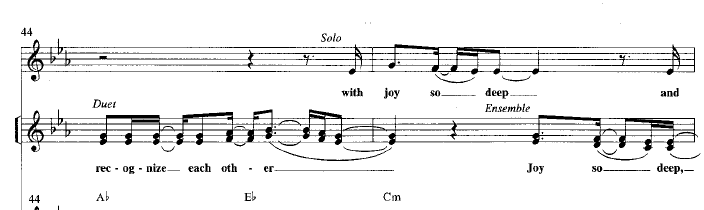 44
Solo
with joy so deep and
Duet
Ensemble
rec - og - nize each oth - er Joy so deep,
44 A♭ E♭ Cm